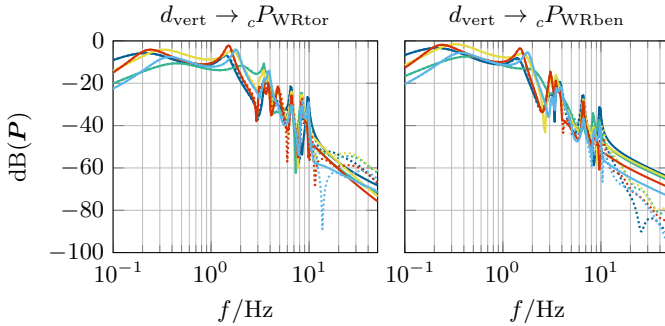 d_vert → _cP_WRtor
d_vert → _cP_WRben
dB(P)
0
−20
−40
−60
−80
−100
10^−1 10^0 10^1
10^−1 10^0 10^1
f/Hz
f/Hz